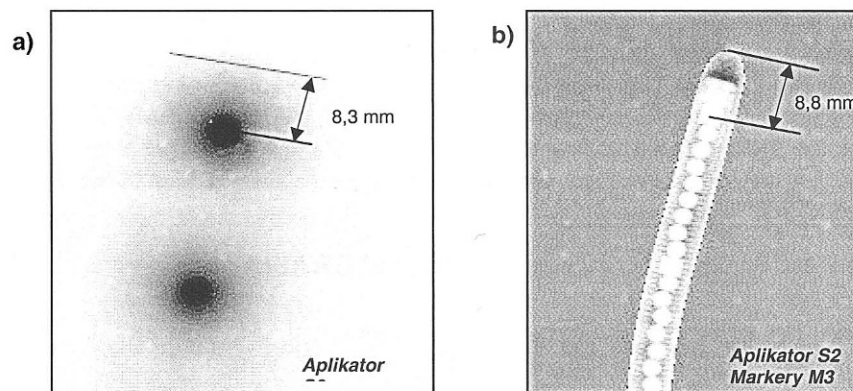 a)
8,3 mm
Aplikator
b)
8,8 mm
Aplikator S2
Markery M3